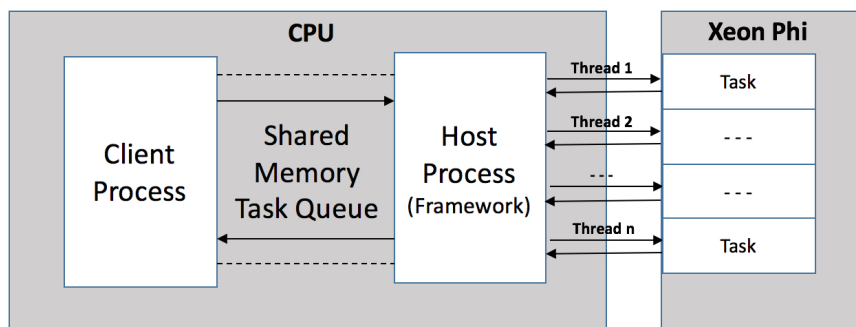 CPU
Xeon Phi
Client
Process
Shared
Memory
Task Queue
Host
Process
(Framework)
Thread 1
Thread 2
---
Thread n
Task
- - -
- - -
Task